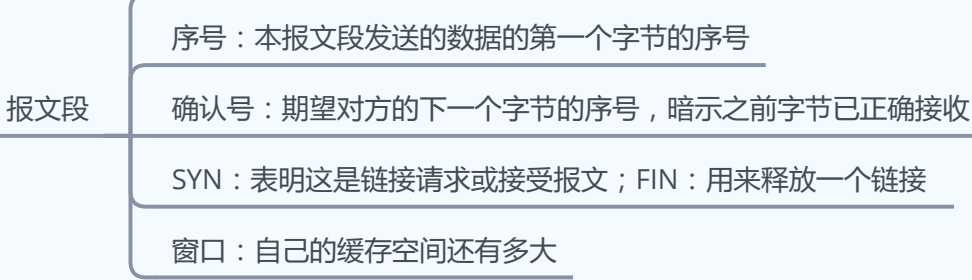 序号：本报文段发送的数据的第一个字节的序号
报文段
确认号：期望对方的下一个字节的序号，暗示之前字节已正确接收
SYN：表明这是链接请求或接受报文；FIN：用来释放一个链接
窗口：自己的缓存空间还有多大